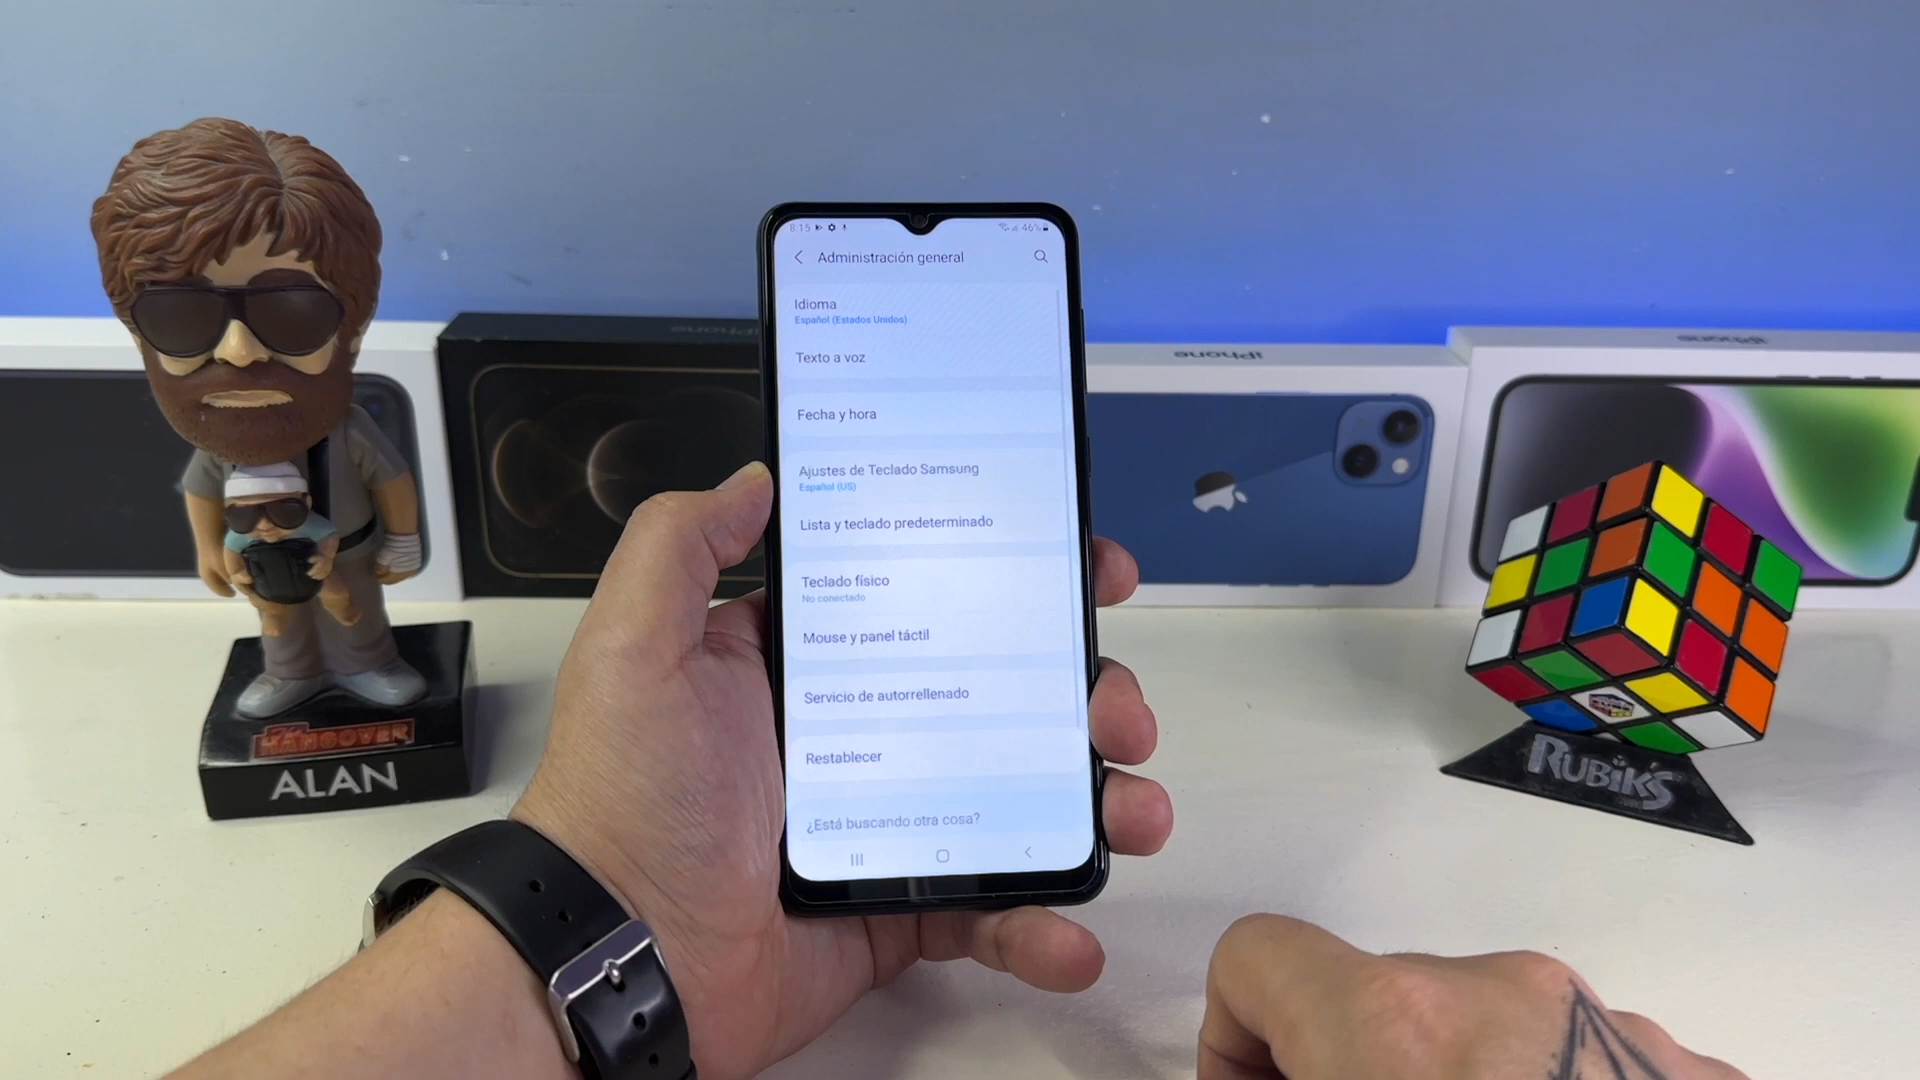 8:15
46%
Administración general
Idioma
Español (Estados Unidos)
Texto a voz
Fecha y hora
Ajustes de Teclado Samsung
Español (US)
Lista y teclado predeterminado
Teclado físico
No conectado
Mouse y panel táctil
Servicio de autorrellenado
Restablecer
¿Está buscando otra cosa?
HANGOVER
ALAN
iPhone
iPhone
iPhone
RUBIK'S